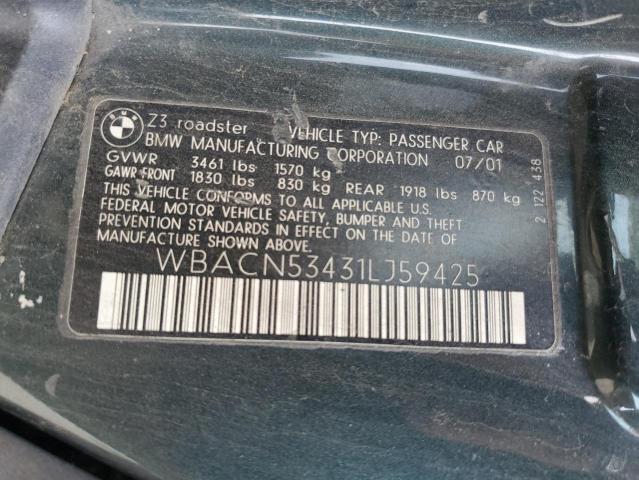 BMW Z3 roadster VEHICLE TYP: PASSENGER CAR
BMW MANUFACTURING CORPORATION 07/01
GVWR 3461 lbs 1570 kg
GAWR FRONT 1830 lbs 830 kg REAR 1918 lbs 870 kg
THIS VEHICLE CONFORMS TO ALL APPLICABLE U.S.
FEDERAL MOTOR VEHICLE SAFETY, BUMPER AND THEFT
PREVENTION STANDARDS IN EFFECT ON THE DATE OF
MANUFACTURE SHOWN ABOVE.
WBACN53431LJ59425
2 122 438